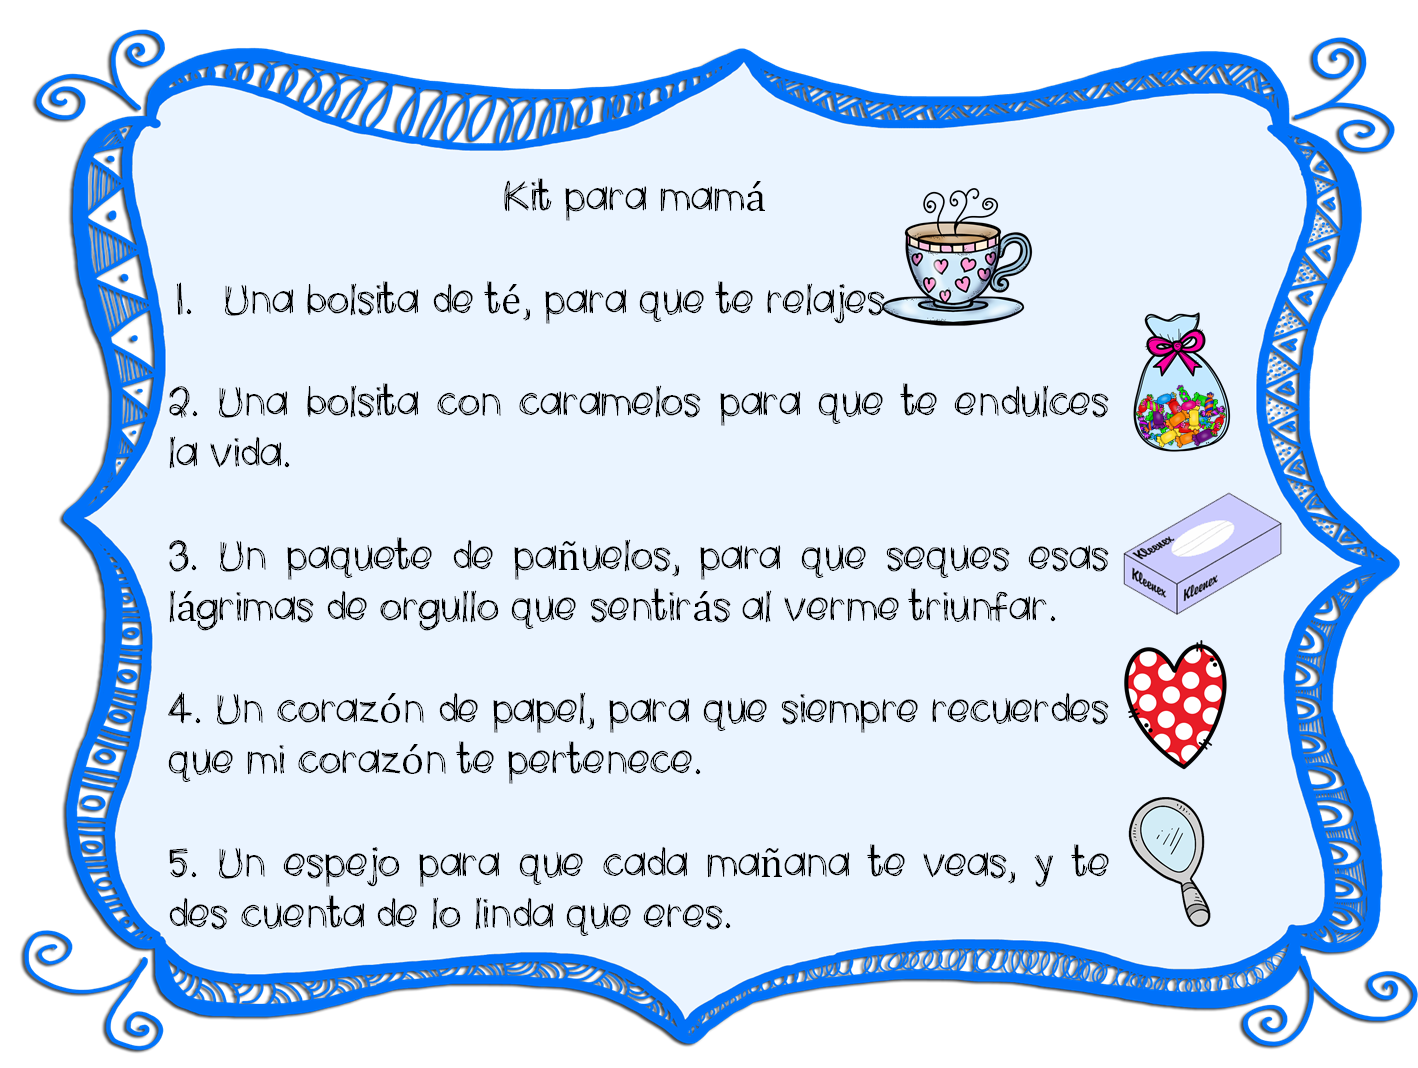 Kit para mamá
1. Una bolsita de té, para que te relajes
2. Una bolsita con caramelos para que te endulces
la vida.
3. Un paquete de pañuelos, para que seques esas
lágrimas de orgullo que sentirás al verme triunfar.
Kleenex
Kleenex
Kleenex
4. Un corazón de papel, para que siempre recuerdes
que mi corazón te pertenece.
5. Un espejo para que cada mañana te veas, y te
des cuenta de lo linda que eres.